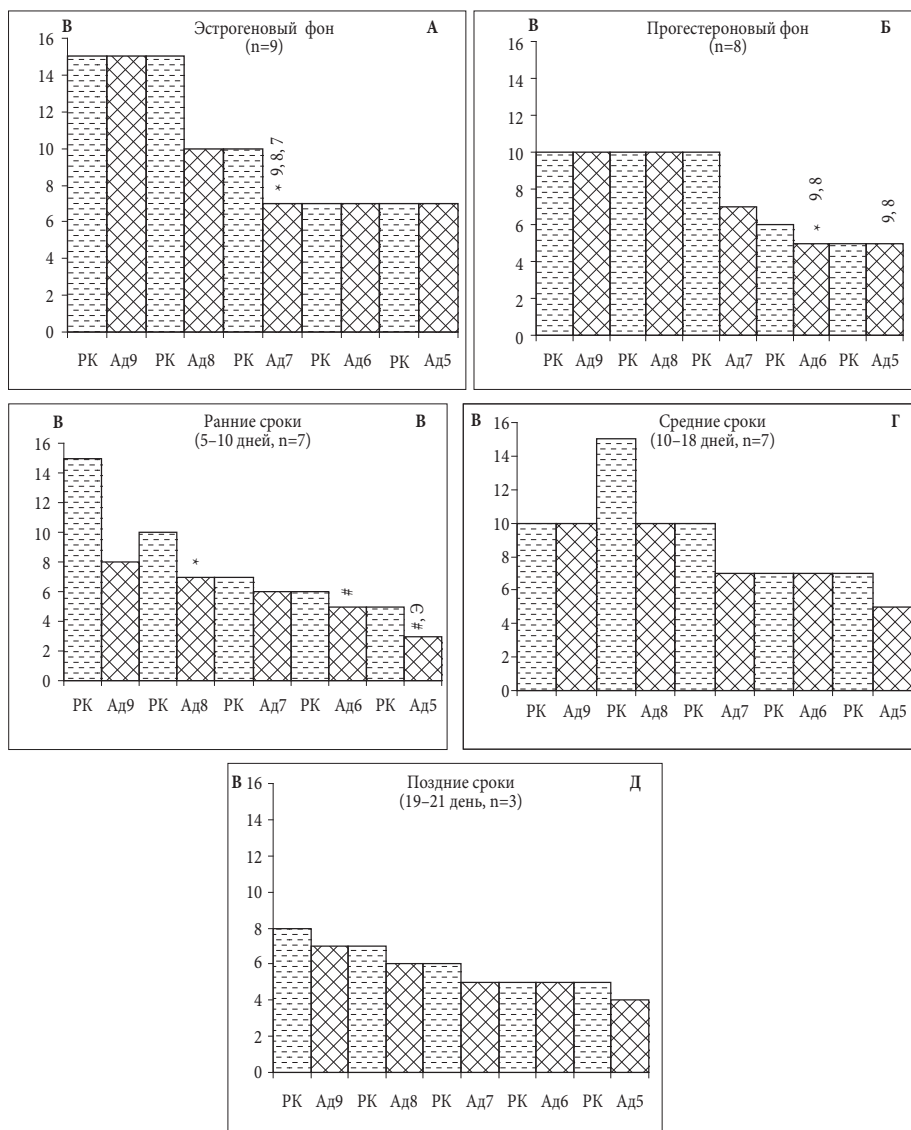 В Эстрогеновый фон А
(n=9)
16
14
12
10
8
6
4
2
0
* 9, 8, 7
РК Ад9 РК Ад8 РК Ад7 РК Ад6 РК Ад5
В Прогестероновый фон Б
(n=8)
16
14
12
10
8
6
4
2
0
* 9, 8
9, 8
РК Ад9 РК Ад8 РК Ад7 РК Ад6 РК Ад5
В Ранние сроки В
(5–10 дней, n=7)
16
14
12
10
8
6
4
2
0
*
#
#, Э
РК Ад9 РК Ад8 РК Ад7 РК Ад6 РК Ад5
В Средние сроки Г
(10–18 дней, n=7)
16
14
12
10
8
6
4
2
0
РК Ад9 РК Ад8 РК Ад7 РК Ад6 РК Ад5
В Поздние сроки Д
(19–21 день, n=3)
16
14
12
10
8
6
4
2
0
РК Ад9 РК Ад8 РК Ад7 РК Ад6 РК Ад5